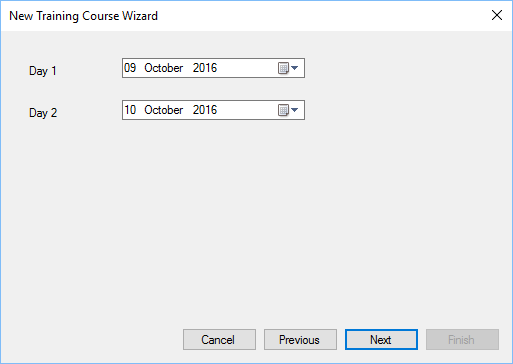 New Training Course Wizard
Day 1 09 October 2016
Day 2 10 October 2016
Cancel Previous Next Finish